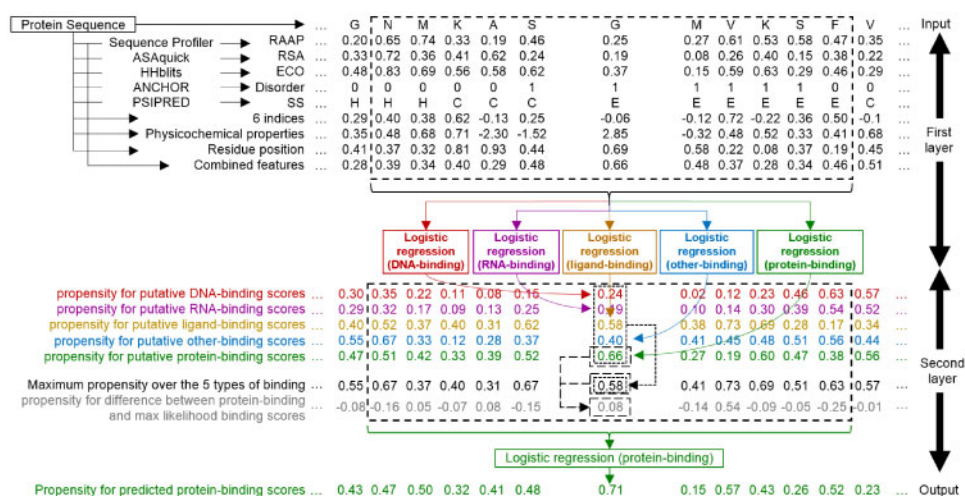 Protein Sequence ... G N M K A S G M V K S F V ... Input
Sequence Profiler RAAP ... 0.20 0.65 0.74 0.33 0.19 0.46 0.25 0.27 0.61 0.53 0.58 0.47 0.35 ...
ASAquick RSA ... 0.33 0.72 0.36 0.41 0.62 0.24 0.19 0.08 0.26 0.40 0.15 0.38 0.22 ...
HHblits ECO ... 0.48 0.83 0.69 0.56 0.58 0.62 0.37 0.15 0.59 0.63 0.29 0.46 0.29 ...
ANCHOR Disorder ... 0 0 0 0 0 1 1 1 1 1 1 0 0 ...
PSIPRED SS ... H H H C C C E E E E E E C ...
6 indices ... 0.29 0.40 0.38 0.62 -0.13 0.25 -0.06 -0.12 0.72 -0.22 0.36 0.50 -0.1 ...
Physicochemical properties ... 0.35 0.48 0.68 0.71 -2.30 -1.52 2.85 -0.32 0.48 0.52 0.33 0.41 0.68 ...
Residue position ... 0.41 0.37 0.32 0.81 0.93 0.44 0.69 0.58 0.22 0.08 0.37 0.19 0.45 ...
Combined features ... 0.28 0.39 0.34 0.40 0.29 0.48 0.66 0.48 0.37 0.28 0.34 0.46 0.51 ...
First
layer
Logistic regression (DNA-binding)
Logistic regression (RNA-binding)
Logistic regression (ligand-binding)
Logistic regression (other-binding)
Logistic regression (protein-binding)
propensity for putative DNA-binding scores ... 0.30 0.35 0.22 0.11 0.08 0.15 0.24 0.02 0.12 0.23 0.46 0.63 0.57 ...
propensity for putative RNA-binding scores ... 0.29 0.32 0.17 0.09 0.13 0.25 0.19 0.10 0.14 0.30 0.39 0.54 0.52 ...
propensity for putative ligand-binding scores ... 0.40 0.52 0.37 0.40 0.31 0.62 0.58 0.38 0.73 0.69 0.28 0.17 0.34 ...
propensity for putative other-binding scores ... 0.55 0.67 0.33 0.12 0.28 0.37 0.40 0.41 0.45 0.48 0.51 0.56 0.44 ...
propensity for putative protein-binding scores ... 0.47 0.51 0.42 0.33 0.39 0.52 0.66 0.27 0.19 0.60 0.47 0.38 0.56 ...
Second
layer
Maximum propensity over the 5 types of binding ... 0.55 0.67 0.37 0.40 0.31 0.67 0.58 0.41 0.73 0.69 0.51 0.63 0.57 ...
propensity for difference between protein-binding
and max likelihood binding scores ... -0.08 -0.16 0.05 -0.07 0.08 -0.15 0.08 -0.14 0.54 -0.09 -0.05 -0.25 -0.01 ...
Logistic regression (protein-binding)
Propensity for predicted protein-binding scores ... 0.43 0.47 0.50 0.32 0.41 0.48 0.71 0.15 0.57 0.43 0.26 0.52 0.23 ... Output